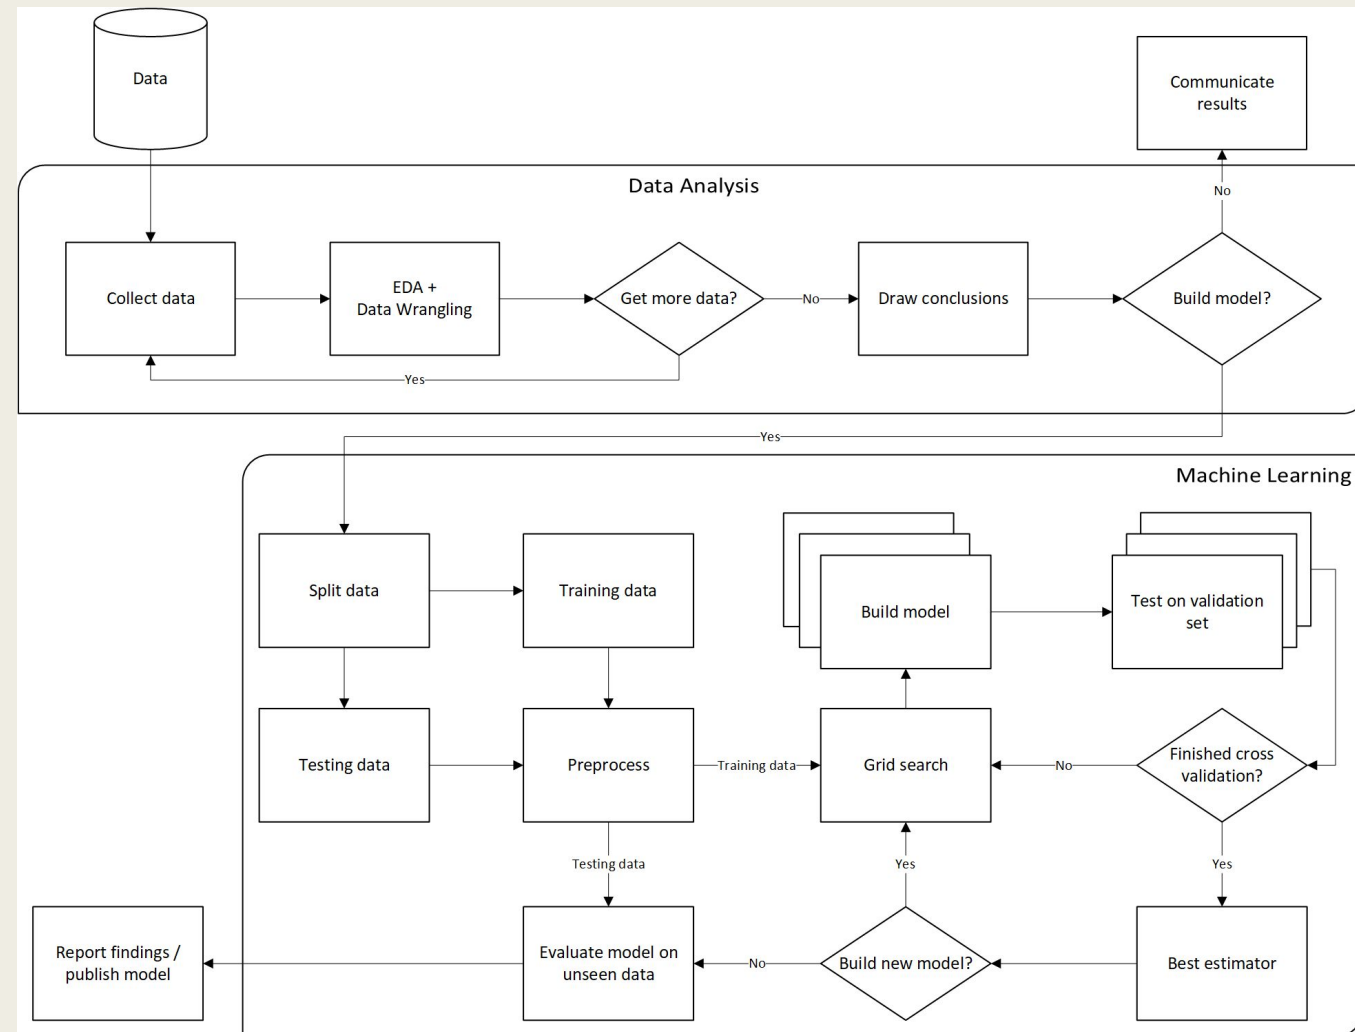 Data
Communicate
results
Data Analysis
No
Collect data
EDA +
Data Wrangling
Get more data?
No
Draw conclusions
Build model?
Yes
Yes
Machine Learning
Split data
Training data
Build model
Test on validation
set
Testing data
Preprocess
Training data
Grid search
No
Finished cross
validation?
Testing data
Yes
Yes
Report findings /
publish model
Evaluate model on
unseen data
No
Build new model?
Best estimator